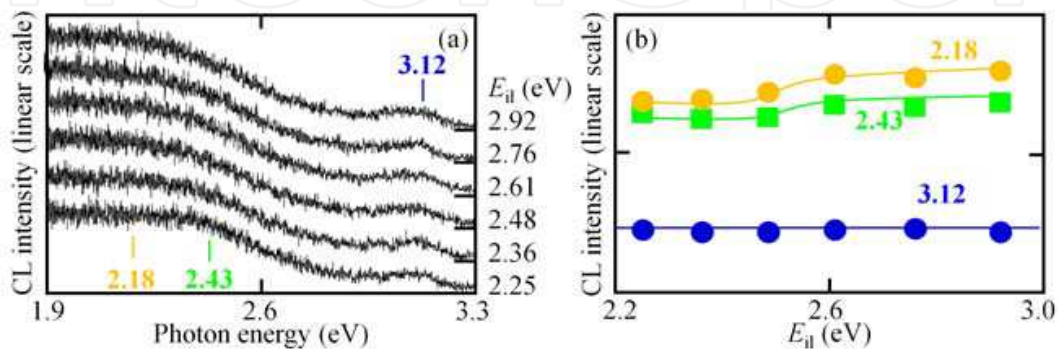 CL intensity (linear scale)
(a)
3.12
E_il (eV)
2.92
2.76
2.61
2.48
2.36
2.25
2.18
2.43
1.9
2.6
3.3
Photon energy (eV)
CL intensity (linear scale)
(b)
2.18
2.43
3.12
2.2
2.6
3.0
E_il (eV)